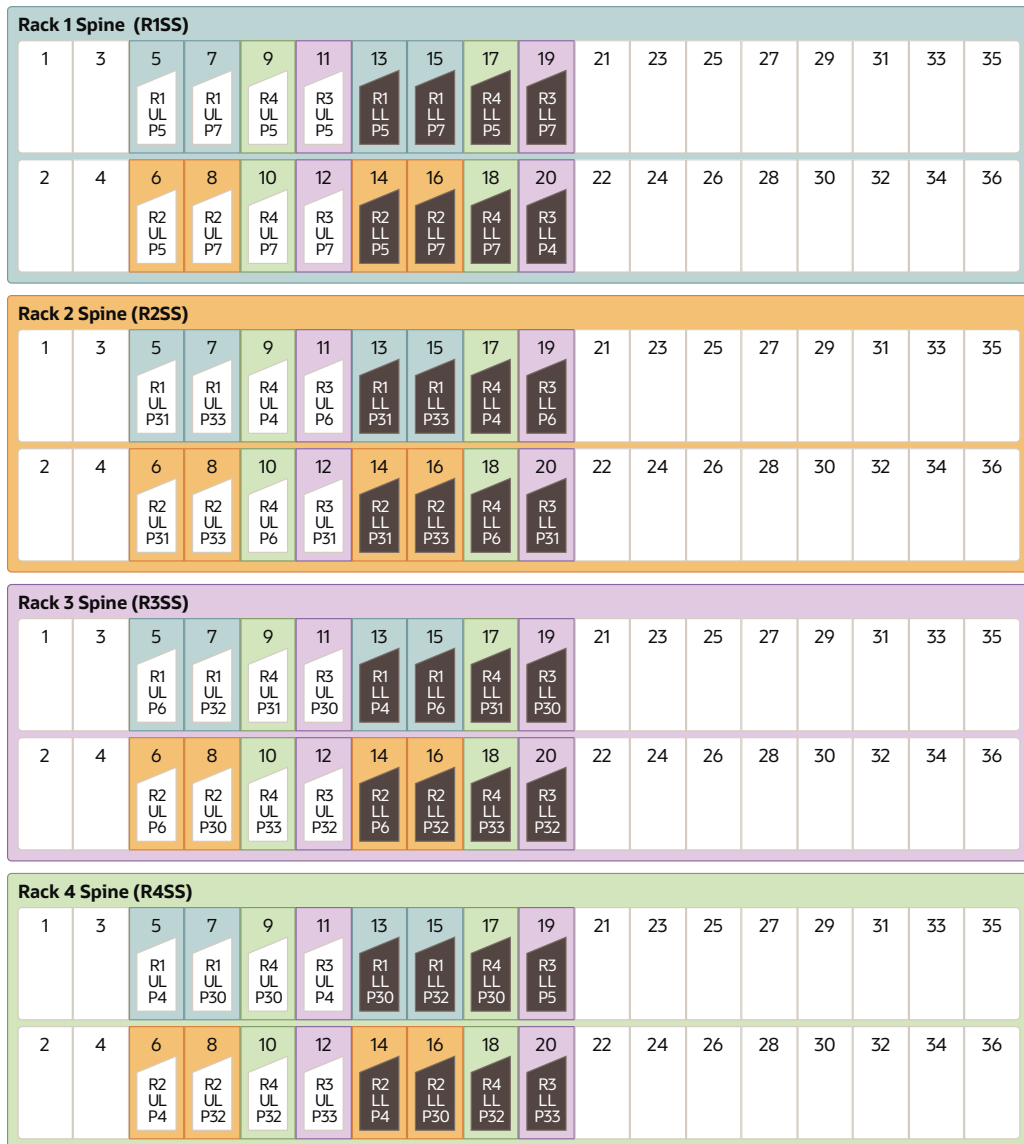 Rack 1 Spine (R1SS)
1 3 5 7 9 11 13 15 17 19 21 23 25 27 29 31 33 35
R1 R1 R4 R3 R1 R1 R4 R3
UL UL UL UL LL LL LL LL
P5 P7 P5 P5 P5 P7 P5 P7
2 4 6 8 10 12 14 16 18 20 22 24 26 28 30 32 34 36
R2 R2 R4 R3 R2 R2 R4 R3
UL UL UL UL LL LL LL LL
P5 P7 P7 P7 P5 P7 P7 P4
Rack 2 Spine (R2SS)
1 3 5 7 9 11 13 15 17 19 21 23 25 27 29 31 33 35
R1 R1 R4 R3 R1 R1 R4 R3
UL UL UL UL LL LL LL LL
P31 P33 P4 P6 P31 P33 P4 P6
2 4 6 8 10 12 14 16 18 20 22 24 26 28 30 32 34 36
R2 R2 R4 R3 R2 R2 R4 R3
UL UL UL UL LL LL LL LL
P31 P33 P6 P31 P31 P33 P6 P31
Rack 3 Spine (R3SS)
1 3 5 7 9 11 13 15 17 19 21 23 25 27 29 31 33 35
R1 R1 R4 R3 R1 R1 R4 R3
UL UL UL UL LL LL LL LL
P6 P32 P31 P30 P4 P6 P31 P30
2 4 6 8 10 12 14 16 18 20 22 24 26 28 30 32 34 36
R2 R2 R4 R3 R2 R2 R4 R3
UL UL UL UL LL LL LL LL
P6 P30 P33 P32 P6 P32 P33 P32
Rack 4 Spine (R4SS)
1 3 5 7 9 11 13 15 17 19 21 23 25 27 29 31 33 35
R1 R1 R4 R3 R1 R1 R4 R3
UL UL UL UL LL LL LL LL
P4 P30 P30 P4 P30 P32 P30 P5
2 4 6 8 10 12 14 16 18 20 22 24 26 28 30 32 34 36
R2 R2 R4 R3 R2 R2 R4 R3
UL UL UL UL LL LL LL LL
P4 P32 P32 P33 P4 P30 P32 P33